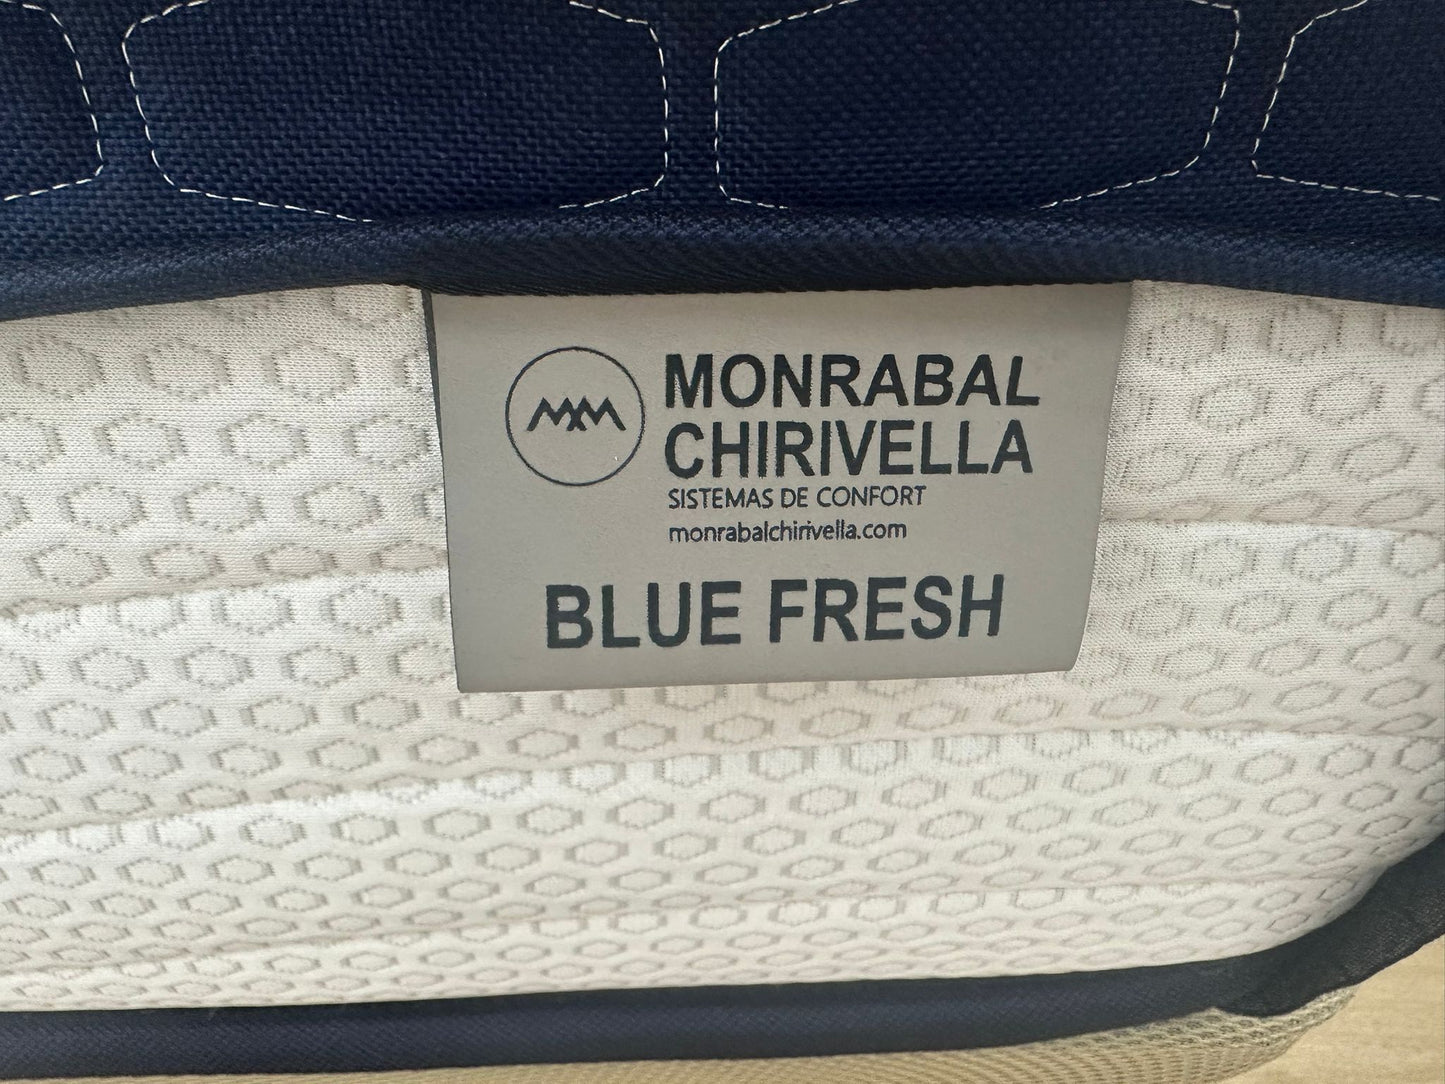 MONRABAL
CHIRIVELLA
SISTEMAS DE CONFORT
monrabalchirivella.com
BLUE FRESH